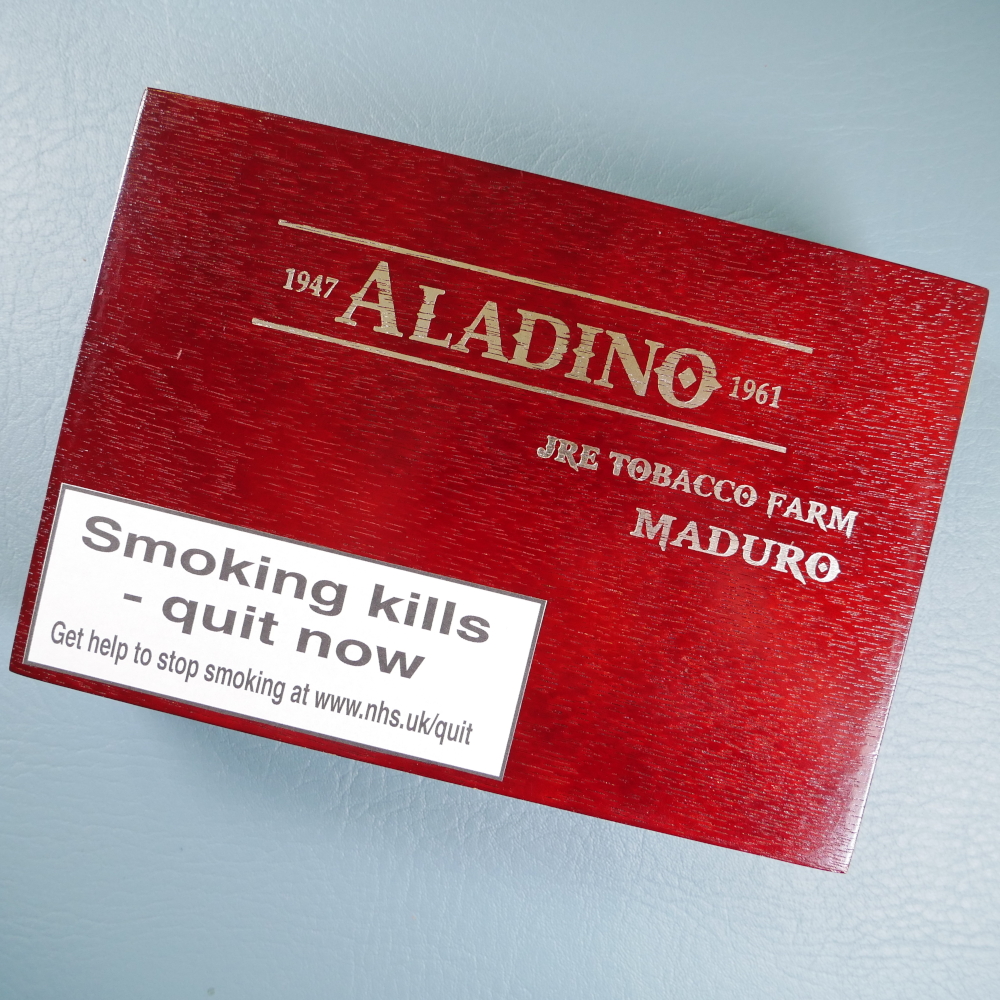 1947 ALADINO 1961
JRE TOBACCO FARM
MADURO
Smoking kills
- quit now
Get help to stop smoking at www.nhs.uk/quit